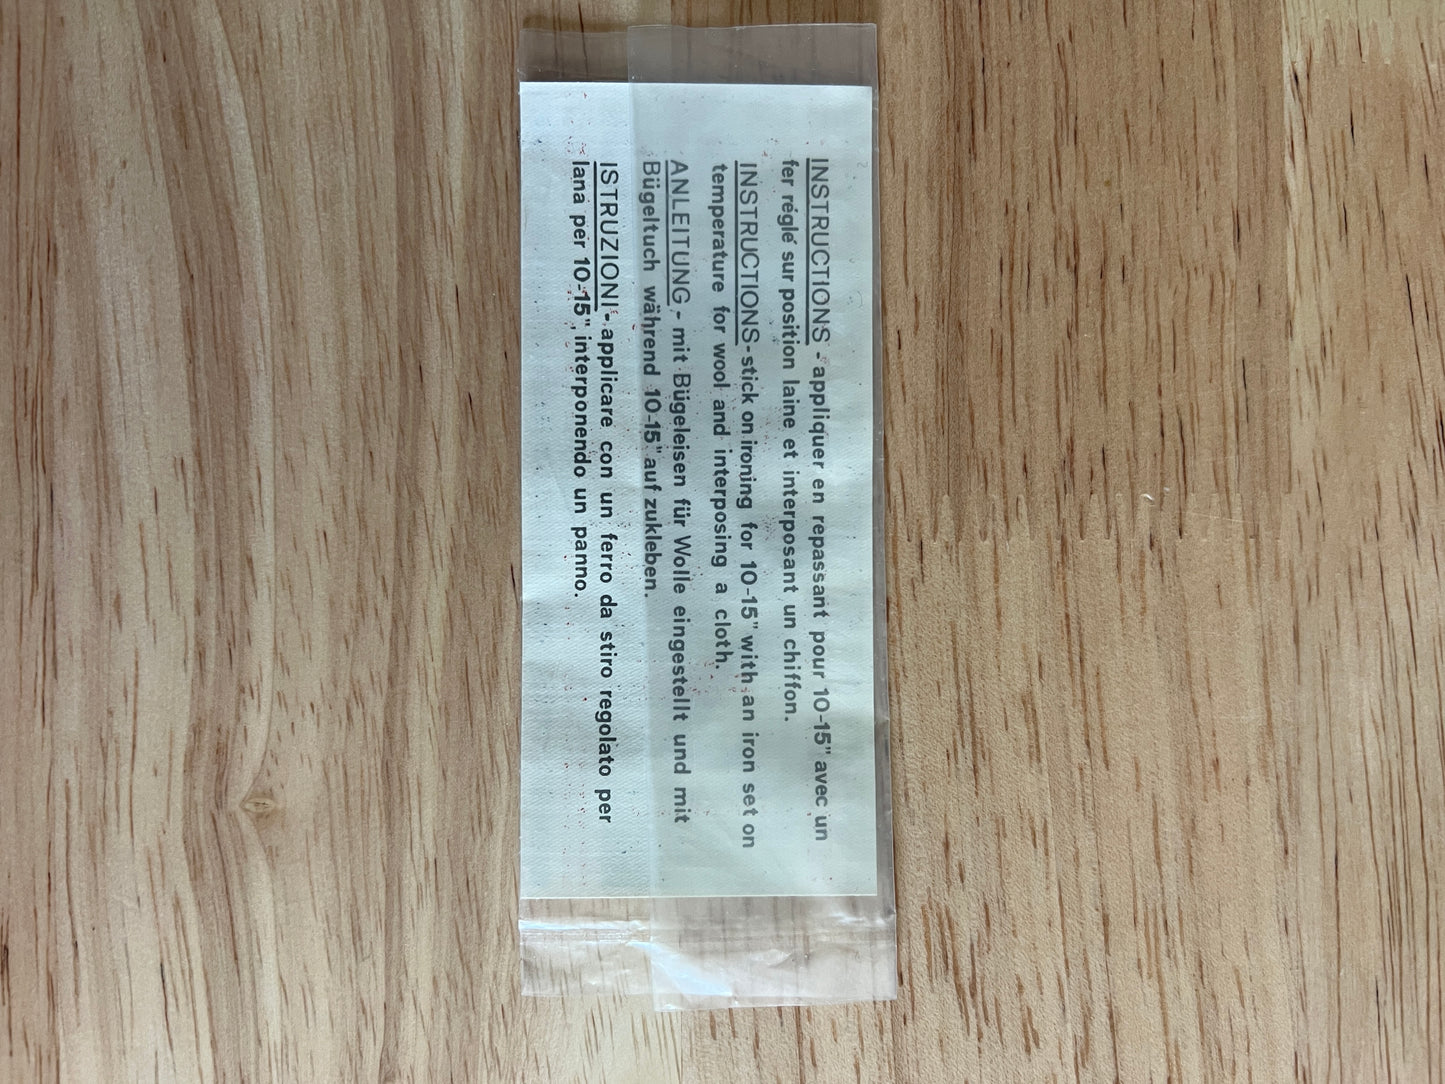 INSTRUCTIONS - appliquer en repassant pour 10-15" avec un
fer réglé sur position laine et interposant un chiffon.
INSTRUCTIONS - stick on ironing for 10-15" with an iron set on
temperature for wool and interposing a cloth.
ANLEITUNG - mit Bügeleisen für Wolle eingestellt und mit
Bügeltuch während 10-15" auf zukleben.
ISTRUZIONI - applicare con un ferro da stiro regolato per
lana per 10-15", interponendo un panno.